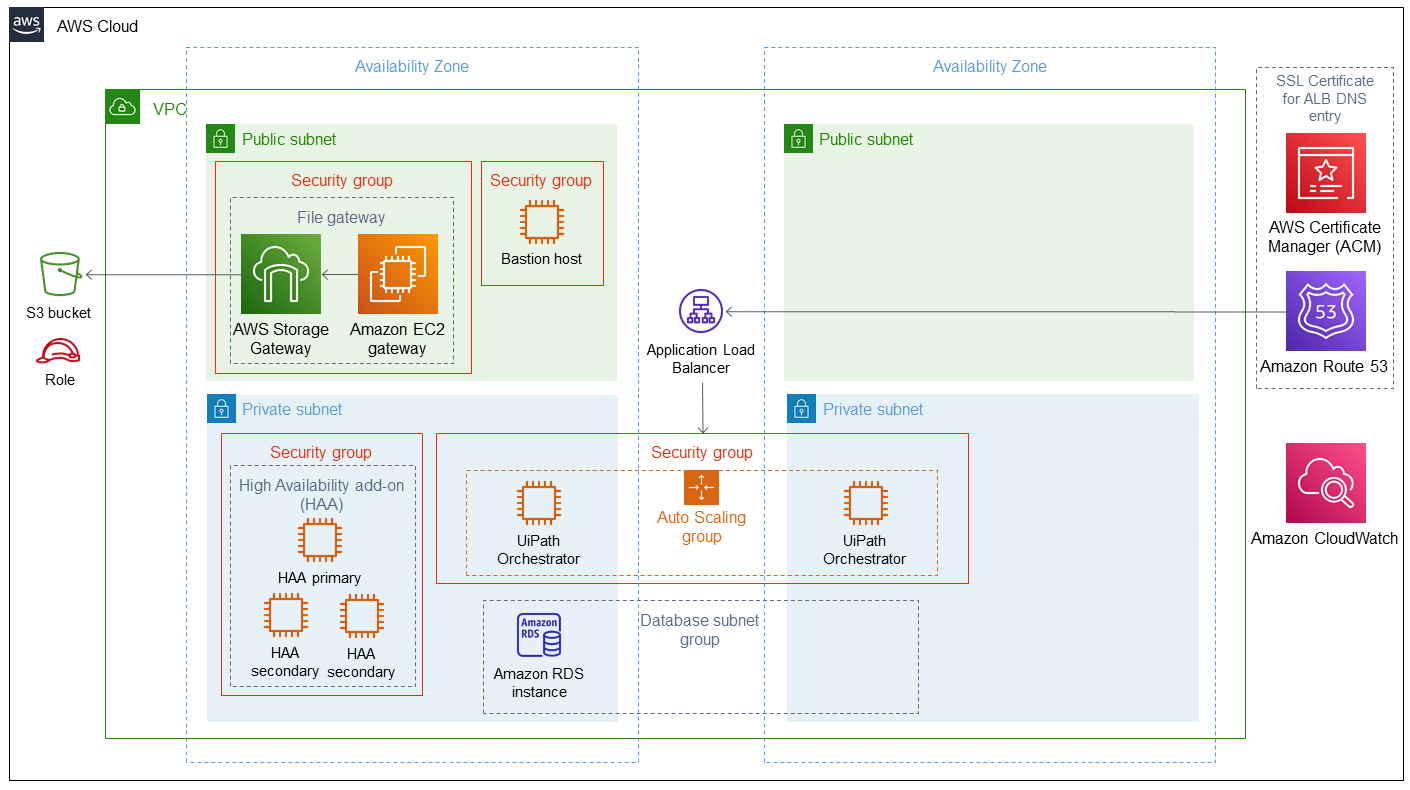 aws
AWS Cloud
Availability Zone
Availability Zone
VPC
Public subnet
Public subnet
SSL Certificate
for ALB DNS
entry
Security group
Security group
File gateway
Bastion host
AWS Storage
Gateway
Amazon EC2
gateway
S3 bucket
Role
Application Load
Balancer
AWS Certificate
Manager (ACM)
53
Amazon Route 53
Private subnet
Private subnet
Security group
Security group
High Availability add-on
(HAA)
HAA primary
HAA
secondary
HAA
secondary
UiPath
Orchestrator
Auto Scaling
group
UiPath
Orchestrator
Amazon CloudWatch
Database subnet
group
Amazon
RDS
Amazon RDS
instance